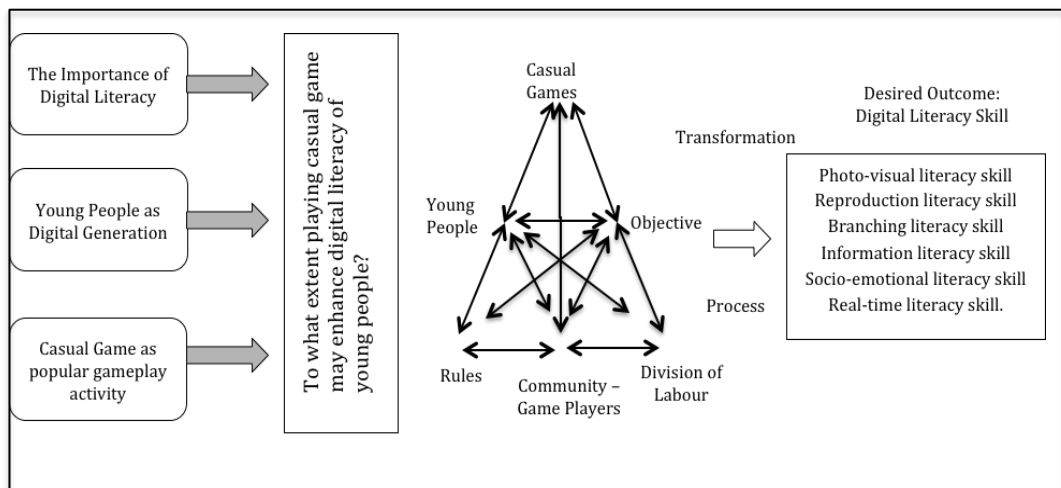 The Importance of
Digital Literacy
Young People as
Digital Generation
Casual Game as
popular gameplay
activity
To what extent playing casual game
may enhance digital literacy of
young people?
Casual
Games
Young
People
Objective
Rules
Community –
Game Players
Division of
Labour
Transformation
Process
Desired Outcome:
Digital Literacy Skill
Photo-visual literacy skill
Reproduction literacy skill
Branching literacy skill
Information literacy skill
Socio-emotional literacy skill
Real-time literacy skill.